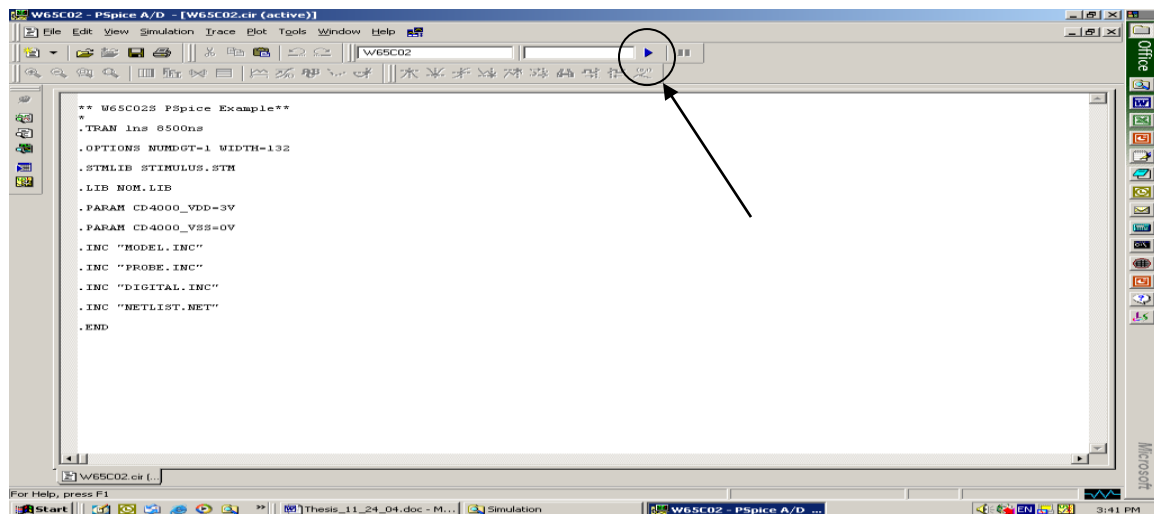 W65C02 - PSpice A/D - [W65C02.cir (active)]
File Edit View Simulation Trace Plot Tools Window Help
W65C02
** W65C02S PSpice Example**
*
.TRAN 1ns 8500ns
.OPTIONS NUMDGT=1 WIDTH=132
.STMLIB STIMULUS.STM
.LIB NOM.LIB
.PARAM CD4000_VDD=3V
.PARAM CD4000_VSS=0V
.INC "MODEL.INC"
.INC "PROBE.INC"
.INC "DIGITAL.INC"
.INC "NETLIST.NET"
.END
W65C02.cir (...
For Help, press F1
Start
Thesis_11_24_04.doc - M...
Simulation
W65C02 - PSpice A/D ...
EN
3:41 PM
Office
Microsoft